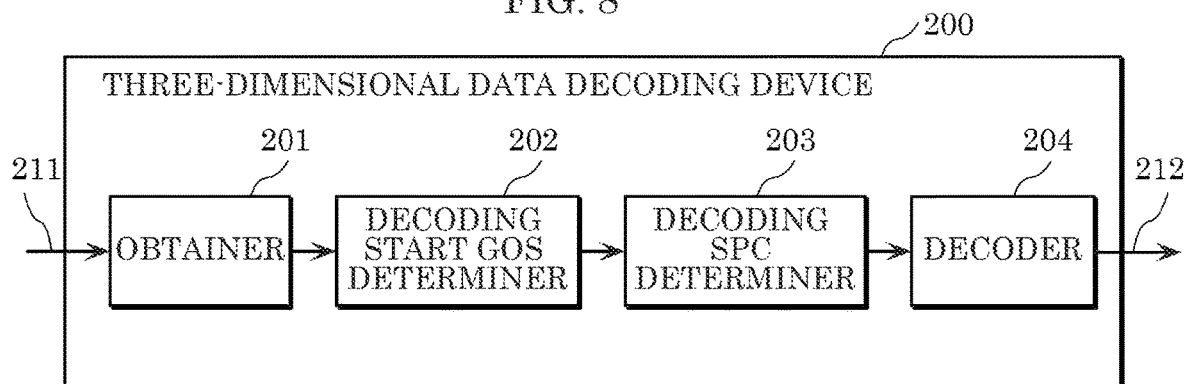 FIG. 8
200
THREE-DIMENSIONAL DATA DECODING DEVICE
201
202
203
204
211
212
OBTAINER
DECODING
START GOS
DETERMINER
DECODING
SPC
DETERMINER
DECODER